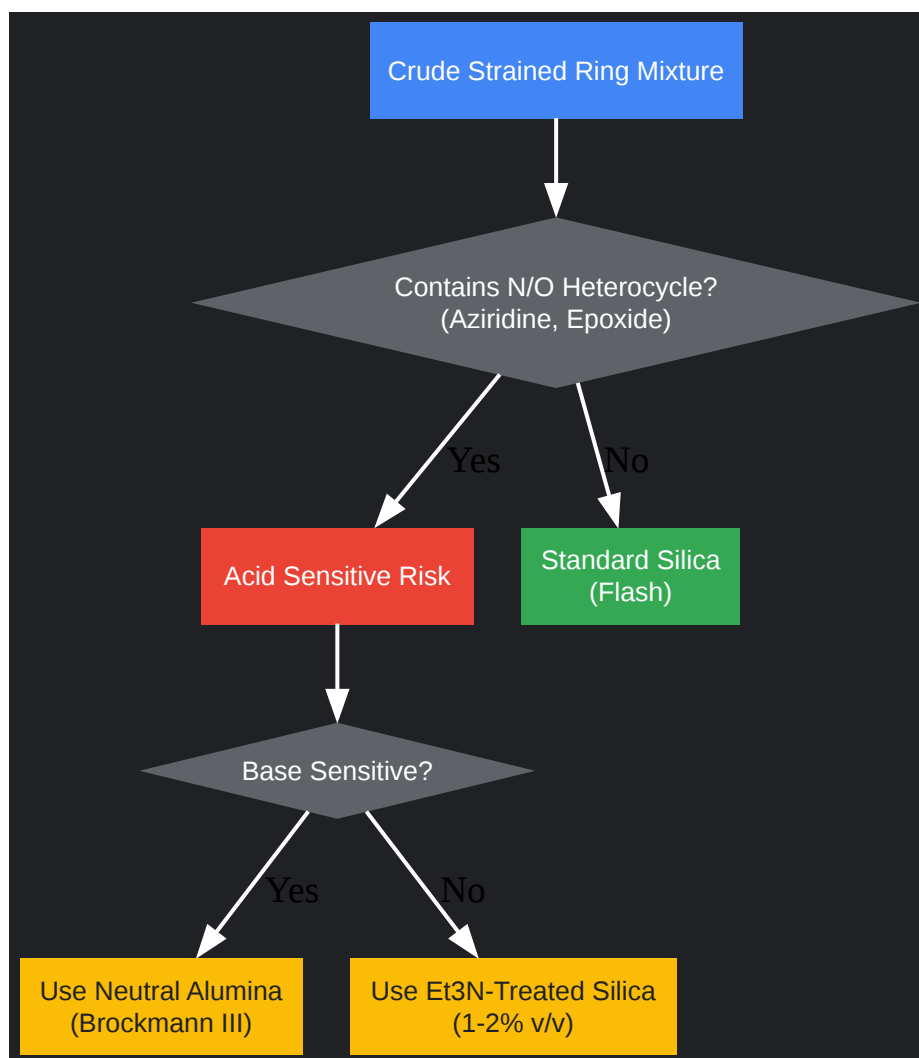 Crude Strained Ring Mixture
Contains N/O Heterocycle?
(Aziridine, Epoxide)
Yes
No
Acid Sensitive Risk
Standard Silica
(Flash)
Base Sensitive?
Yes
No
Use Neutral Alumina
(Brockmann III)
Use Et3N-Treated Silica
(1-2% v/v)